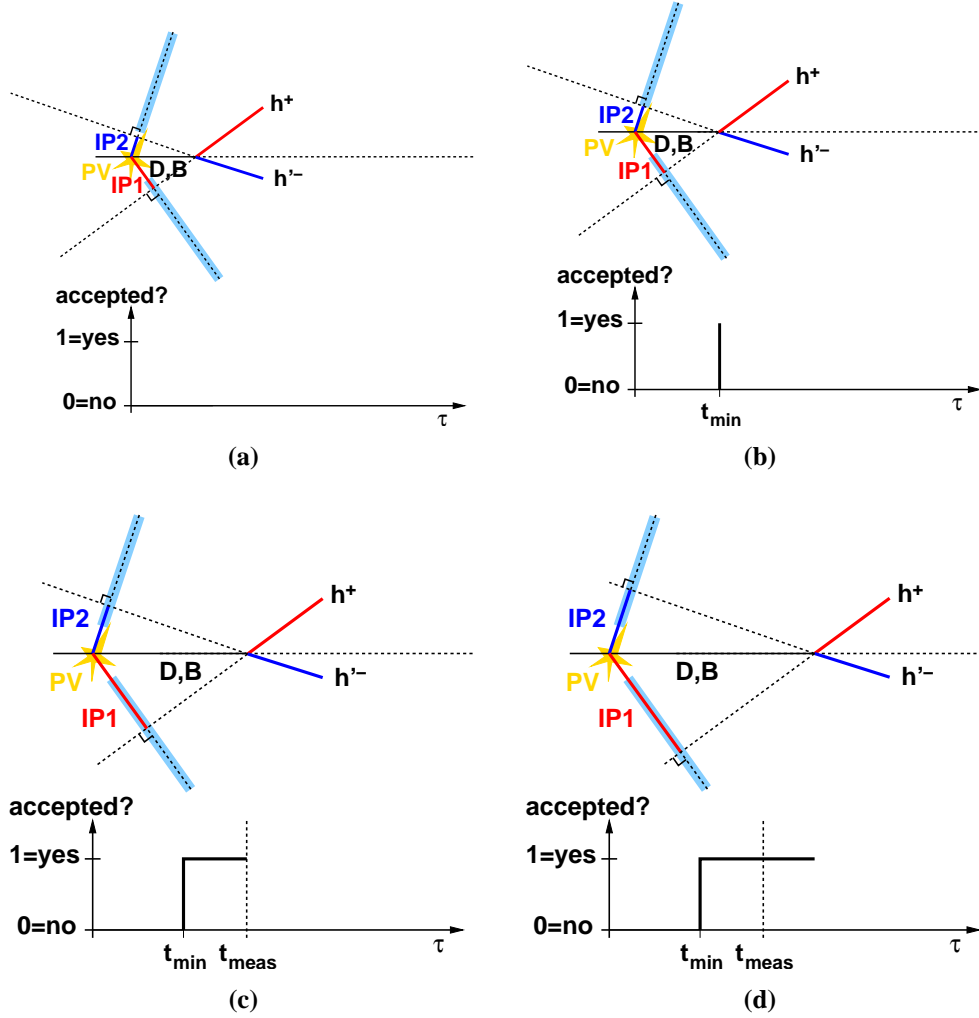 h⁺
IP2
PV
D,B
IP1
h'⁻
accepted?
1=yes
0=no
τ
(a)
h⁺
IP2
PV
D,B
IP1
h'⁻
accepted?
1=yes
0=no
t_min
τ
(b)
h⁺
IP2
PV
D,B
IP1
h'⁻
accepted?
1=yes
0=no
t_min t_meas
τ
(c)
h⁺
IP2
PV
D,B
IP1
h'⁻
accepted?
1=yes
0=no
t_min t_meas
τ
(d)